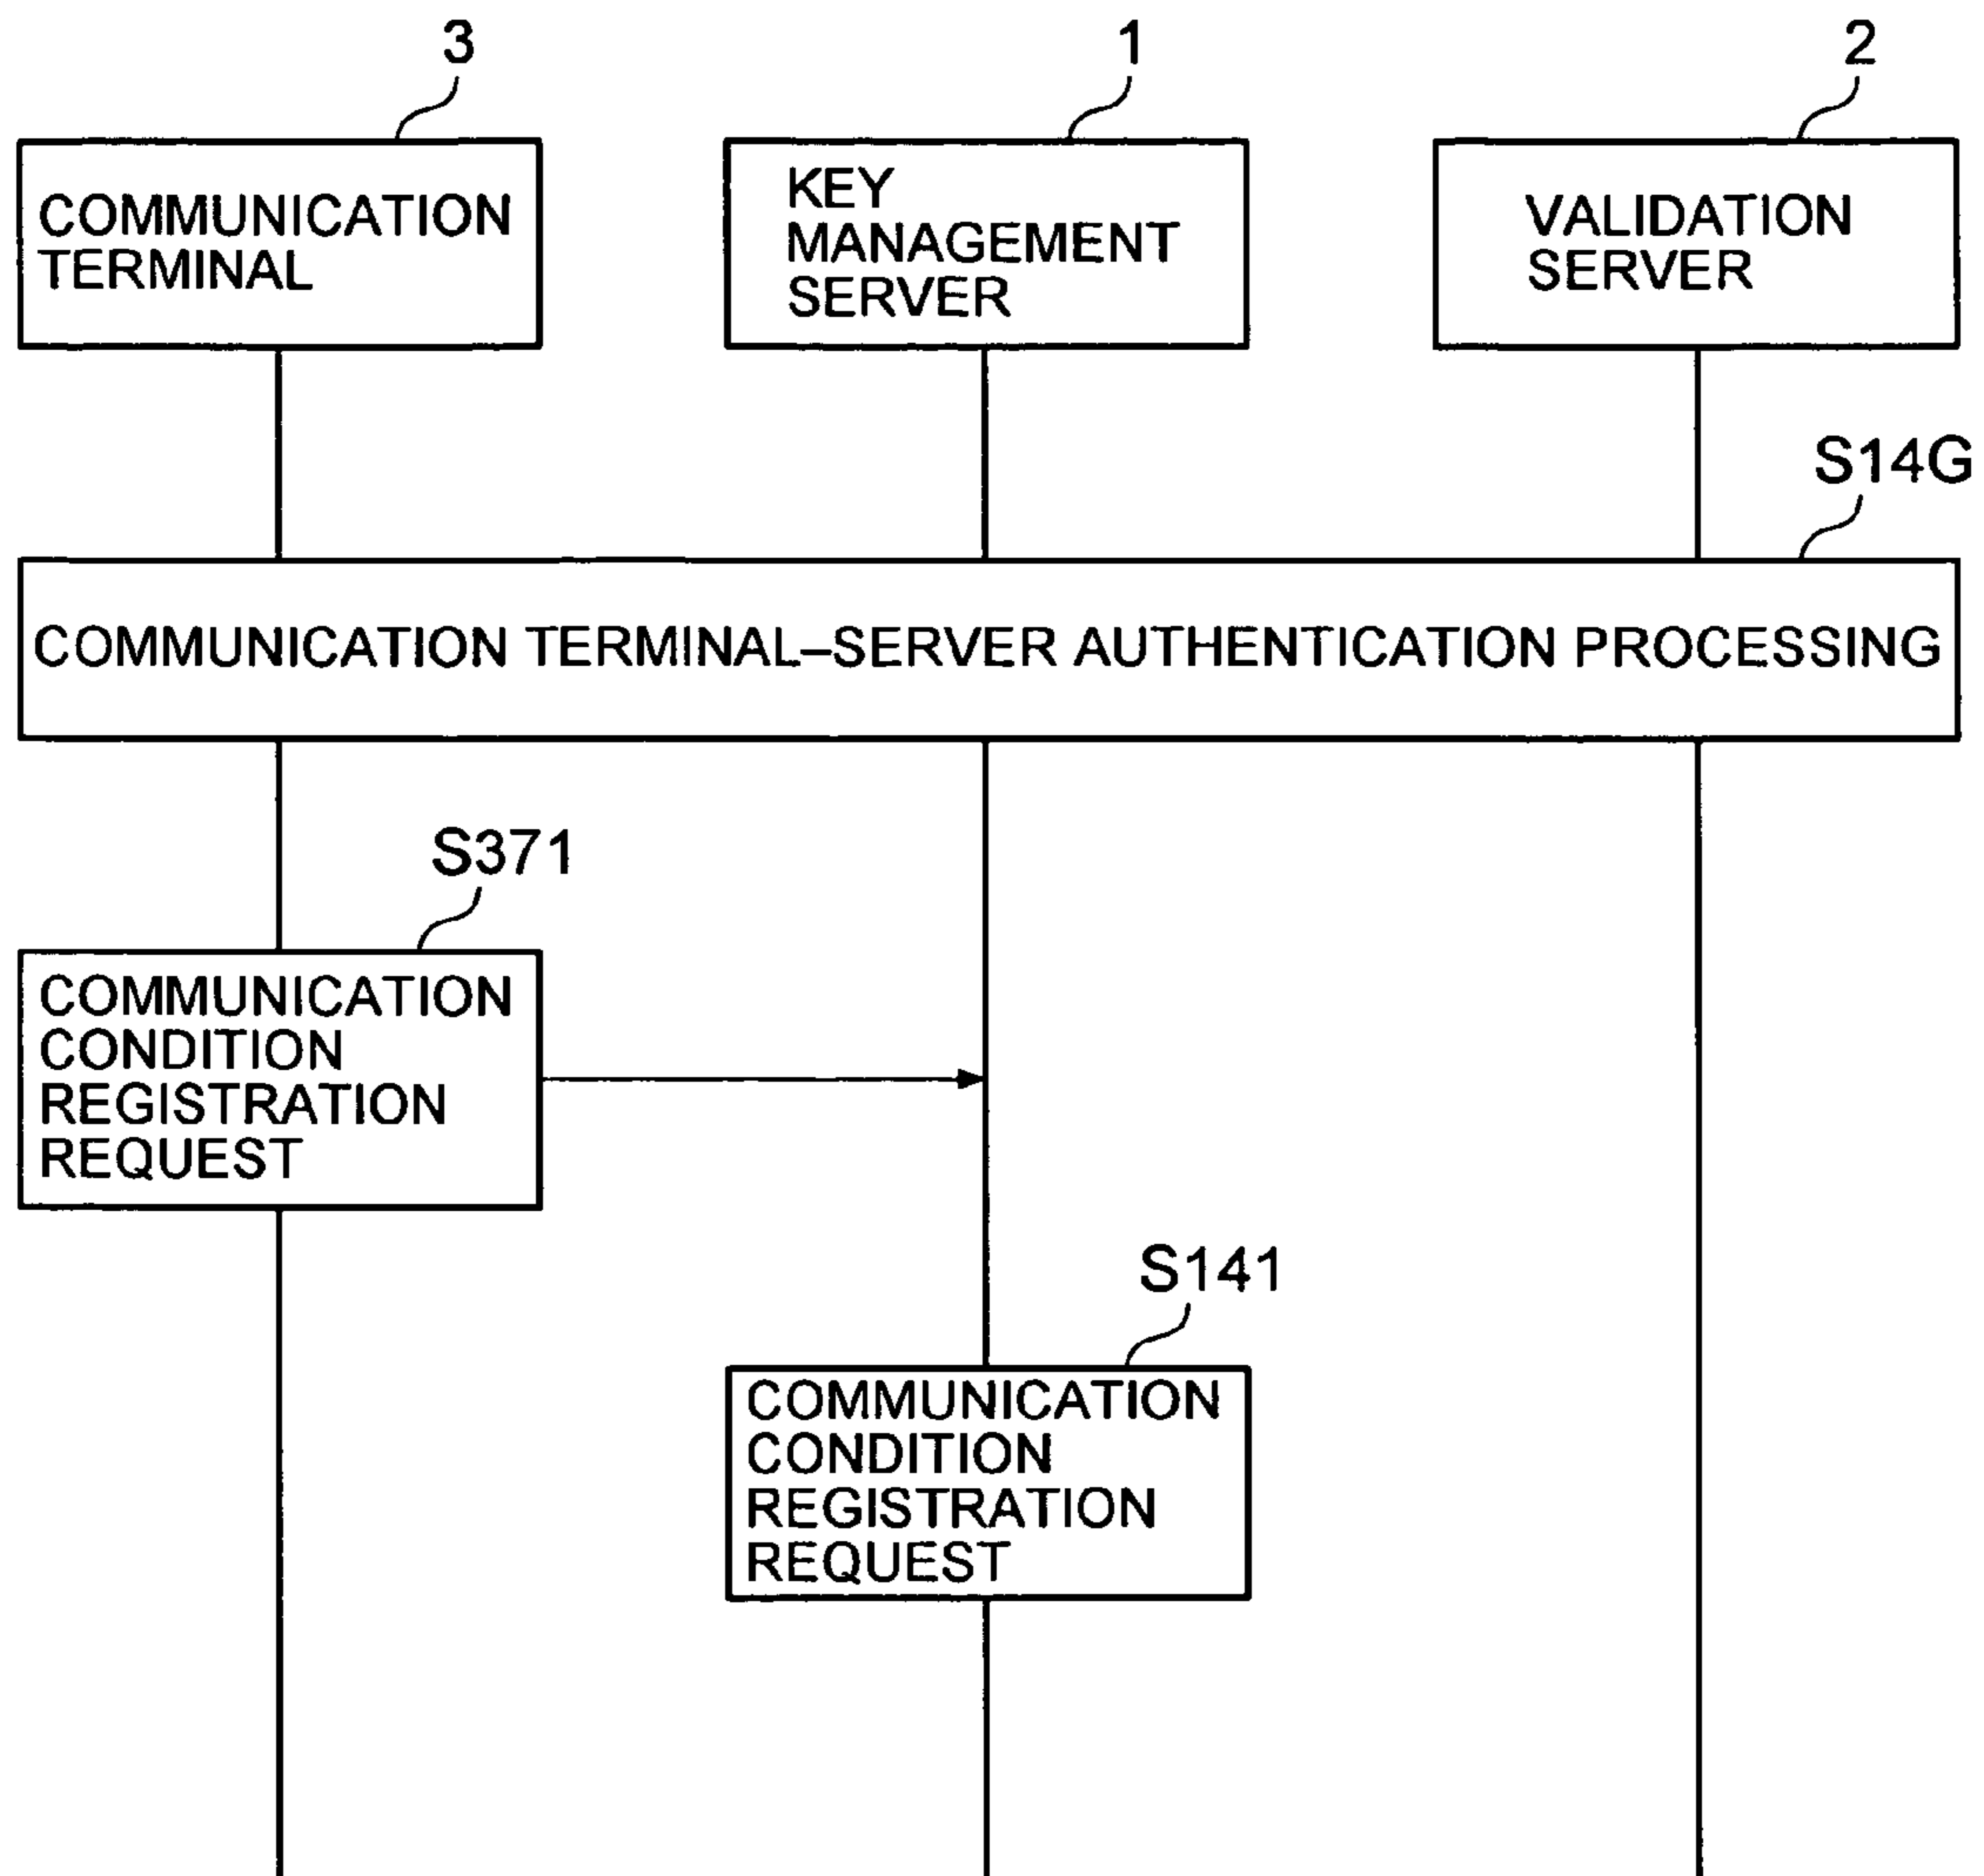 3
1
2
COMMUNICATION
TERMINAL
KEY
MANAGEMENT
SERVER
VALIDATION
SERVER
S14G
COMMUNICATION TERMINAL–SERVER AUTHENTICATION PROCESSING
S371
COMMUNICATION
CONDITION
REGISTRATION
REQUEST
S141
COMMUNICATION
CONDITION
REGISTRATION
REQUEST